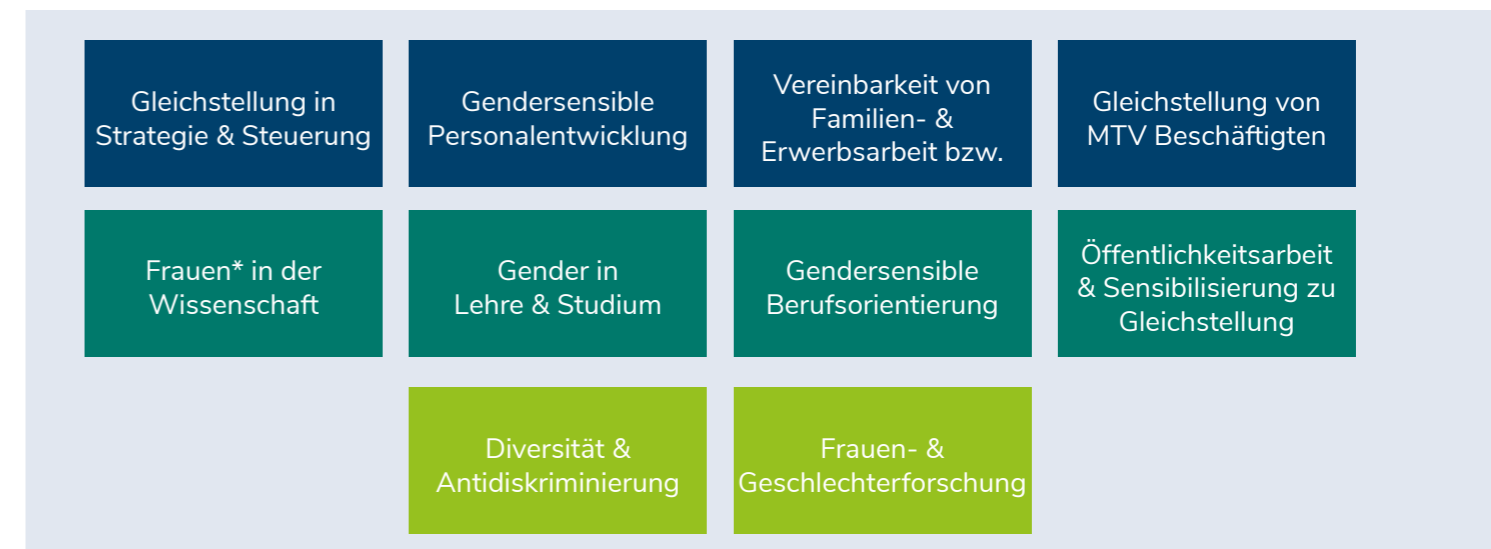 Gleichstellung in
Strategie & Steuerung
Gendersensible
Personalentwicklung
Vereinbarkeit von
Familien- &
Erwerbsarbeit bzw.
Gleichstellung von
MTV Beschäftigten
Frauen* in der
Wissenschaft
Gender in
Lehre & Studium
Gendersensible
Berufsorientierung
Öffentlichkeitsarbeit
& Sensibilisierung zu
Gleichstellung
Diversität &
Antidiskriminierung
Frauen- &
Geschlechterforschung